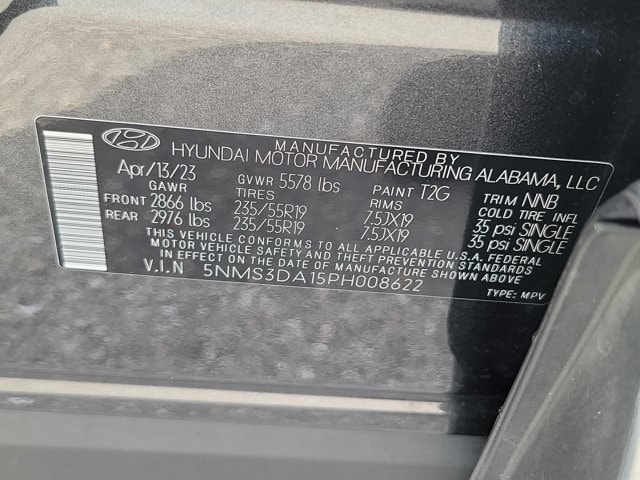 MANUFACTURED BY
HYUNDAI MOTOR MANUFACTURING ALABAMA, LLC
Apr/13/23 GVWR 5578 lbs PAINT T2G TRIM NNB
GAWR TIRES RIMS COLD TIRE INFL
FRONT 2866 lbs 235/55R19 7.5JX19 35 psi SINGLE
REAR 2976 lbs 235/55R19 7.5JX19 35 psi SINGLE
THIS VEHICLE CONFORMS TO ALL APPLICABLE U.S. FEDERAL
MOTOR VEHICLE SAFETY AND THEFT PREVENTION STANDARDS
IN EFFECT ON THE DATE OF MANUFACTURE SHOWN ABOVE
V.I.N 5NMS3DA15PH008622 TYPE: MPV